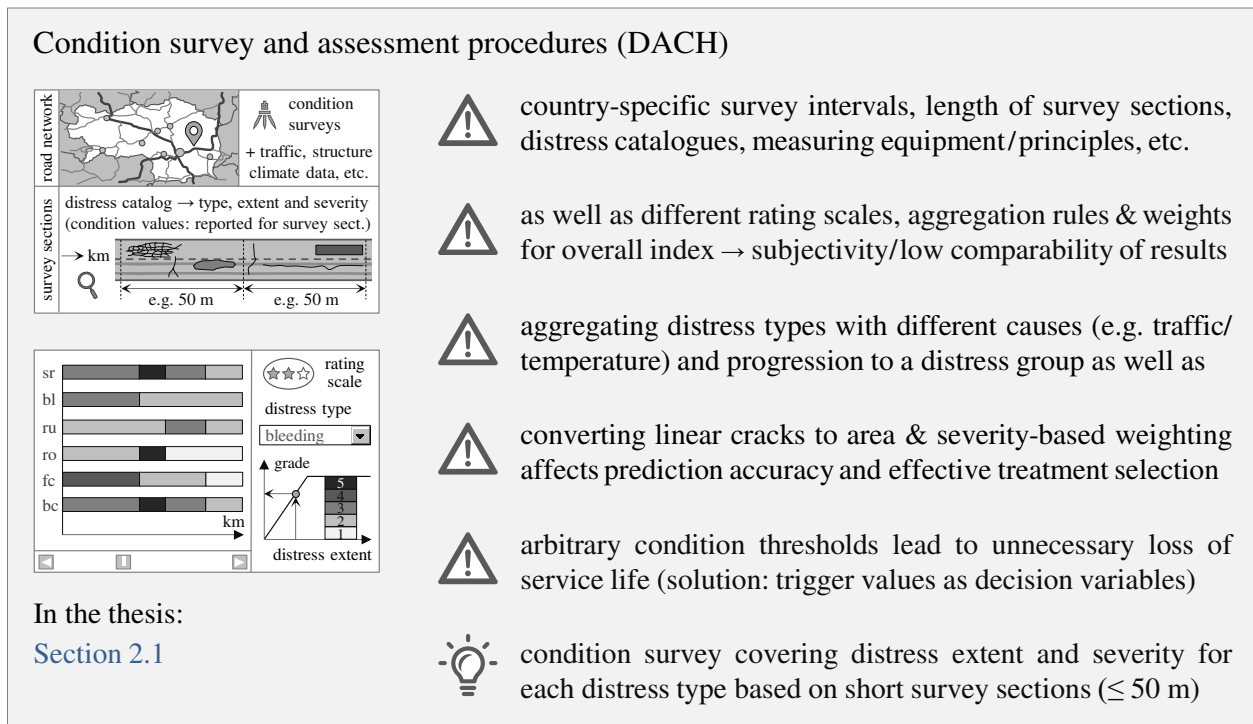 Condition survey and assessment procedures (DACH)
road network
condition
surveys
+ traffic, structure
climate data, etc.
survey sections
distress catalog → type, extent and severity
(condition values: reported for survey sect.)
km
e.g. 50 m
e.g. 50 m
sr
bl
ru
ro
fc
bc
km
rating
scale
distress type
bleeding
grade
5
4
3
2
1
distress extent
In the thesis:
Section 2.1
country-specific survey intervals, length of survey sections,
distress catalogues, measuring equipment/principles, etc.
as well as different rating scales, aggregation rules & weights
for overall index → subjectivity/low comparability of results
aggregating distress types with different causes (e.g. traffic/
temperature) and progression to a distress group as well as
converting linear cracks to area & severity-based weighting
affects prediction accuracy and effective treatment selection
arbitrary condition thresholds lead to unnecessary loss of
service life (solution: trigger values as decision variables)
condition survey covering distress extent and severity for
each distress type based on short survey sections (≤ 50 m)